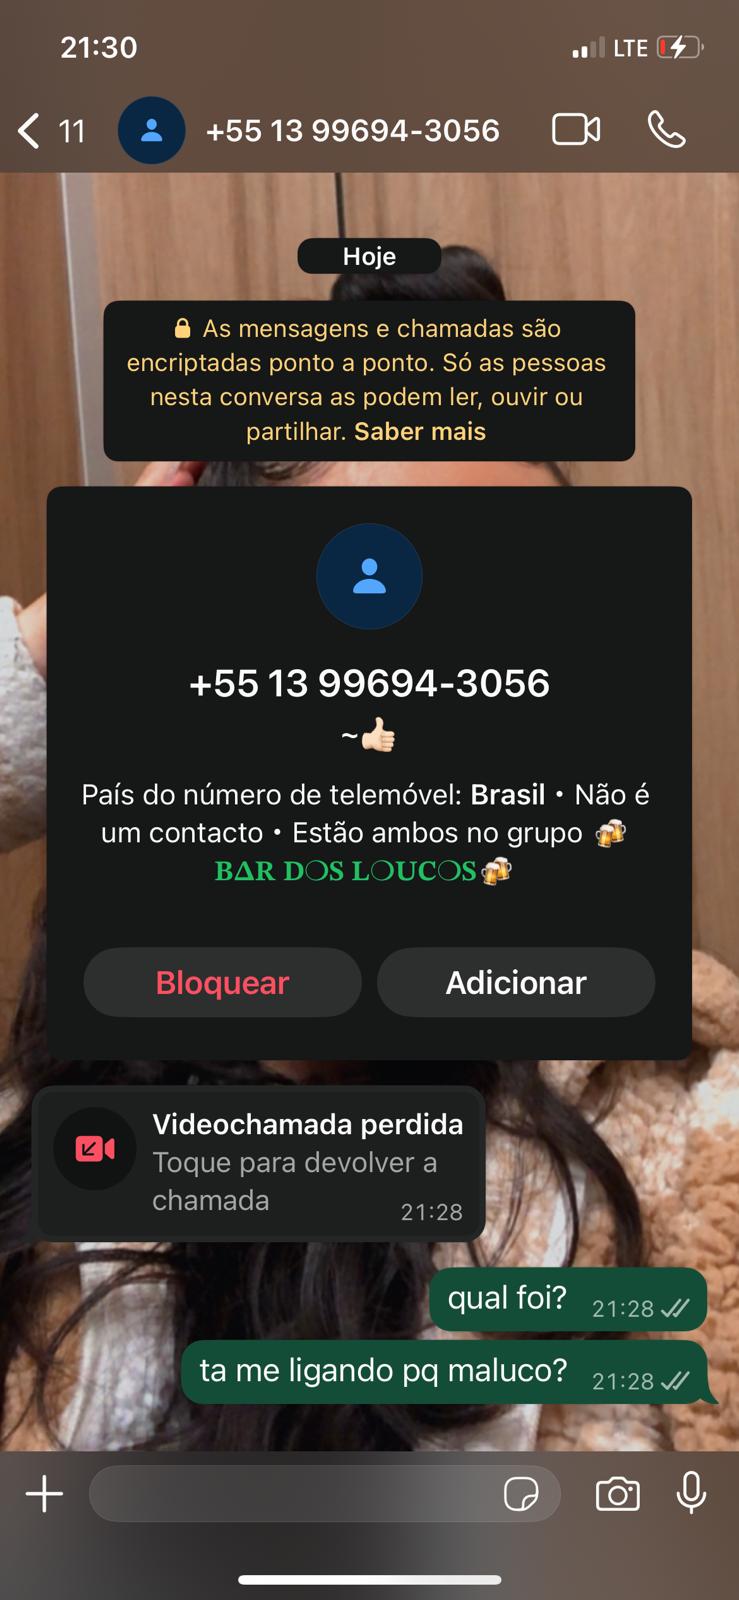 21:30
LTE
11
+55 13 99694-3056
Hoje
🔒 As mensagens e chamadas são
encriptadas ponto a ponto. Só as pessoas
nesta conversa as podem ler, ouvir ou
partilhar. Saber mais
+55 13 99694-3056
~👍🏻
País do número de telemóvel: Brasil • Não é
um contacto • Estão ambos no grupo 🍻
BΔR D❍S L❍UC❍S🍻
Bloquear
Adicionar
Videochamada perdida
Toque para devolver a
chamada
21:28
qual foi? 21:28
ta me ligando pq maluco? 21:28